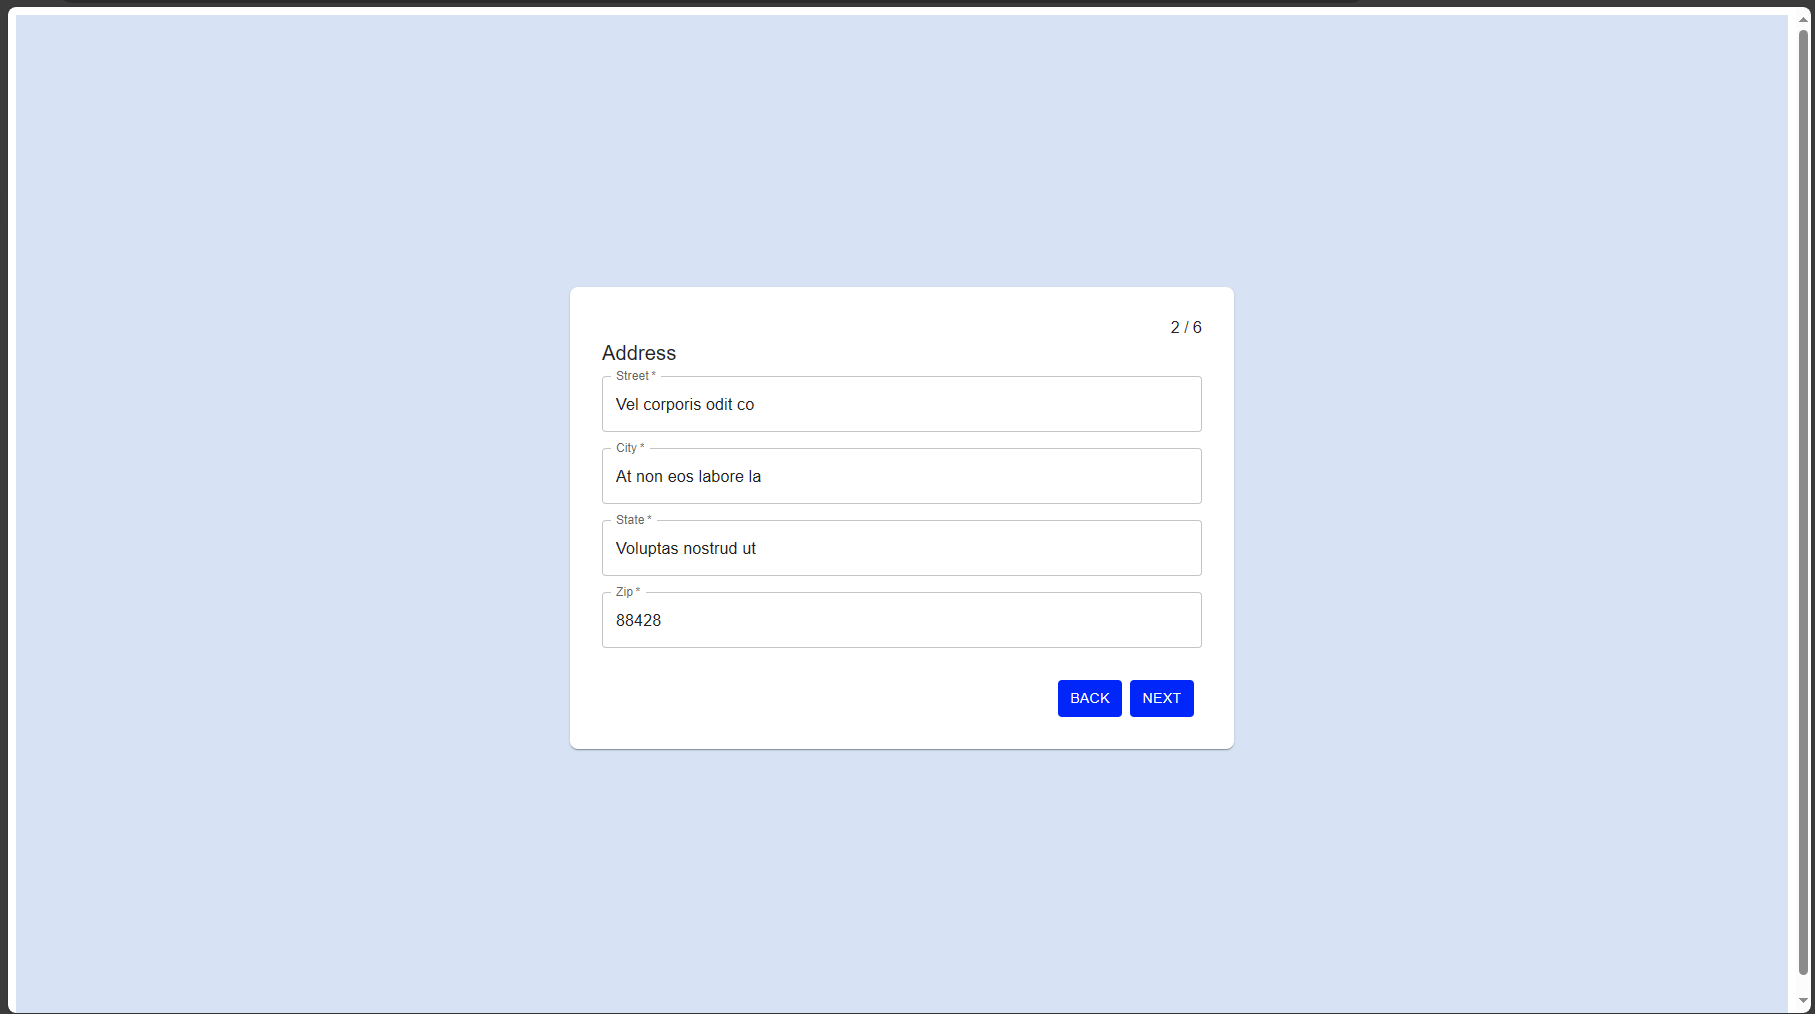 2 / 6
Address
Street *
Vel corporis odit co
City *
At non eos labore la
State *
Voluptas nostrud ut
Zip *
88428
BACK NEXT